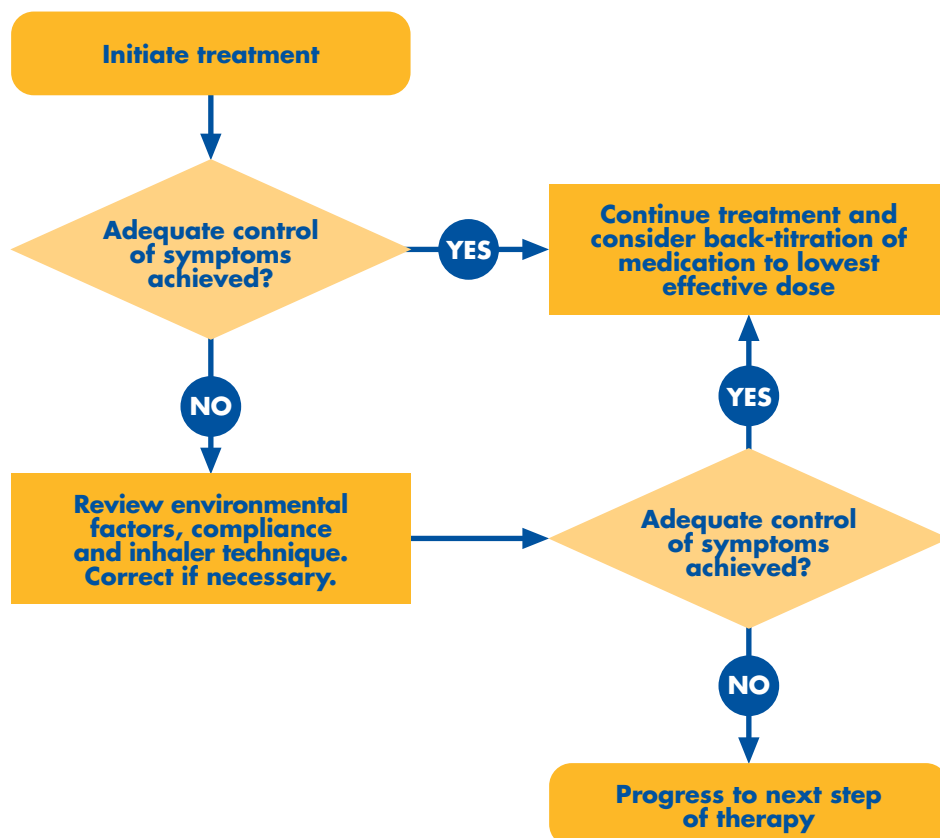 Initiate treatment
Adequate control
of symptoms
achieved?
YES
Continue treatment and
consider back-titration of
medication to lowest
effective dose
NO
YES
Review environmental
factors, compliance
and inhaler technique.
Correct if necessary.
Adequate control
of symptoms
achieved?
NO
Progress to next step
of therapy